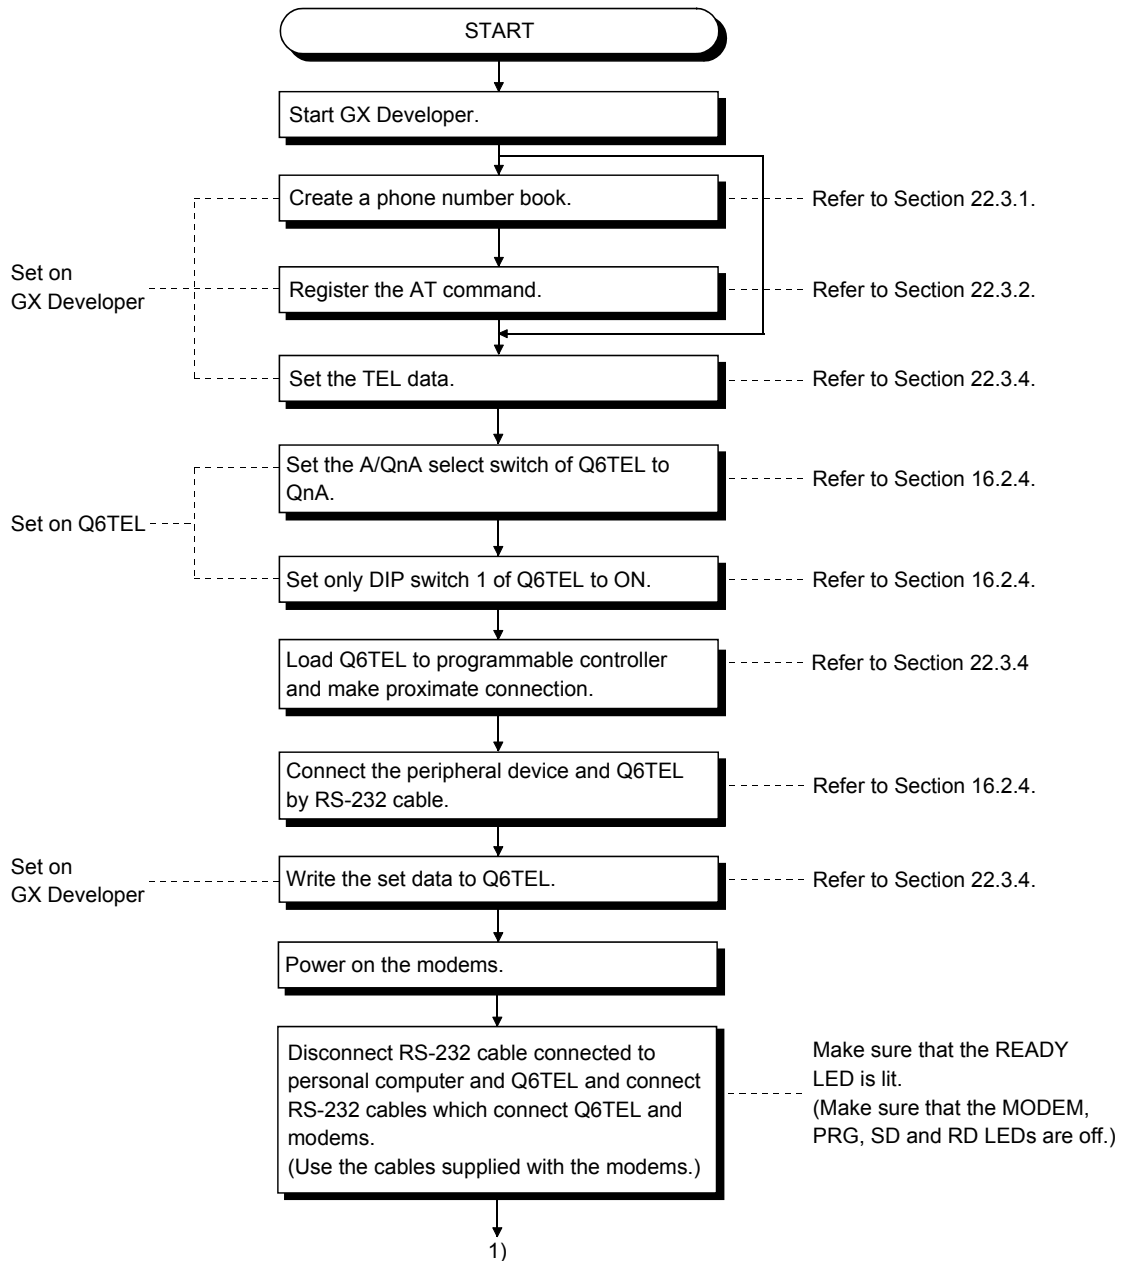 START
Start GX Developer.
Create a phone number book.
Refer to Section 22.3.1.
Set on
GX Developer
Register the AT command.
Refer to Section 22.3.2.
Set the TEL data.
Refer to Section 22.3.4.
Set the A/QnA select switch of Q6TEL to
QnA.
Refer to Section 16.2.4.
Set on Q6TEL
Set only DIP switch 1 of Q6TEL to ON.
Refer to Section 16.2.4.
Load Q6TEL to programmable controller
and make proximate connection.
Refer to Section 22.3.4
Connect the peripheral device and Q6TEL
by RS-232 cable.
Refer to Section 16.2.4.
Set on
GX Developer
Write the set data to Q6TEL.
Refer to Section 22.3.4.
Power on the modems.
Disconnect RS-232 cable connected to
personal computer and Q6TEL and connect
RS-232 cables which connect Q6TEL and
modems.
(Use the cables supplied with the modems.)
Make sure that the READY
LED is lit.
(Make sure that the MODEM,
PRG, SD and RD LEDs are off.)
1)